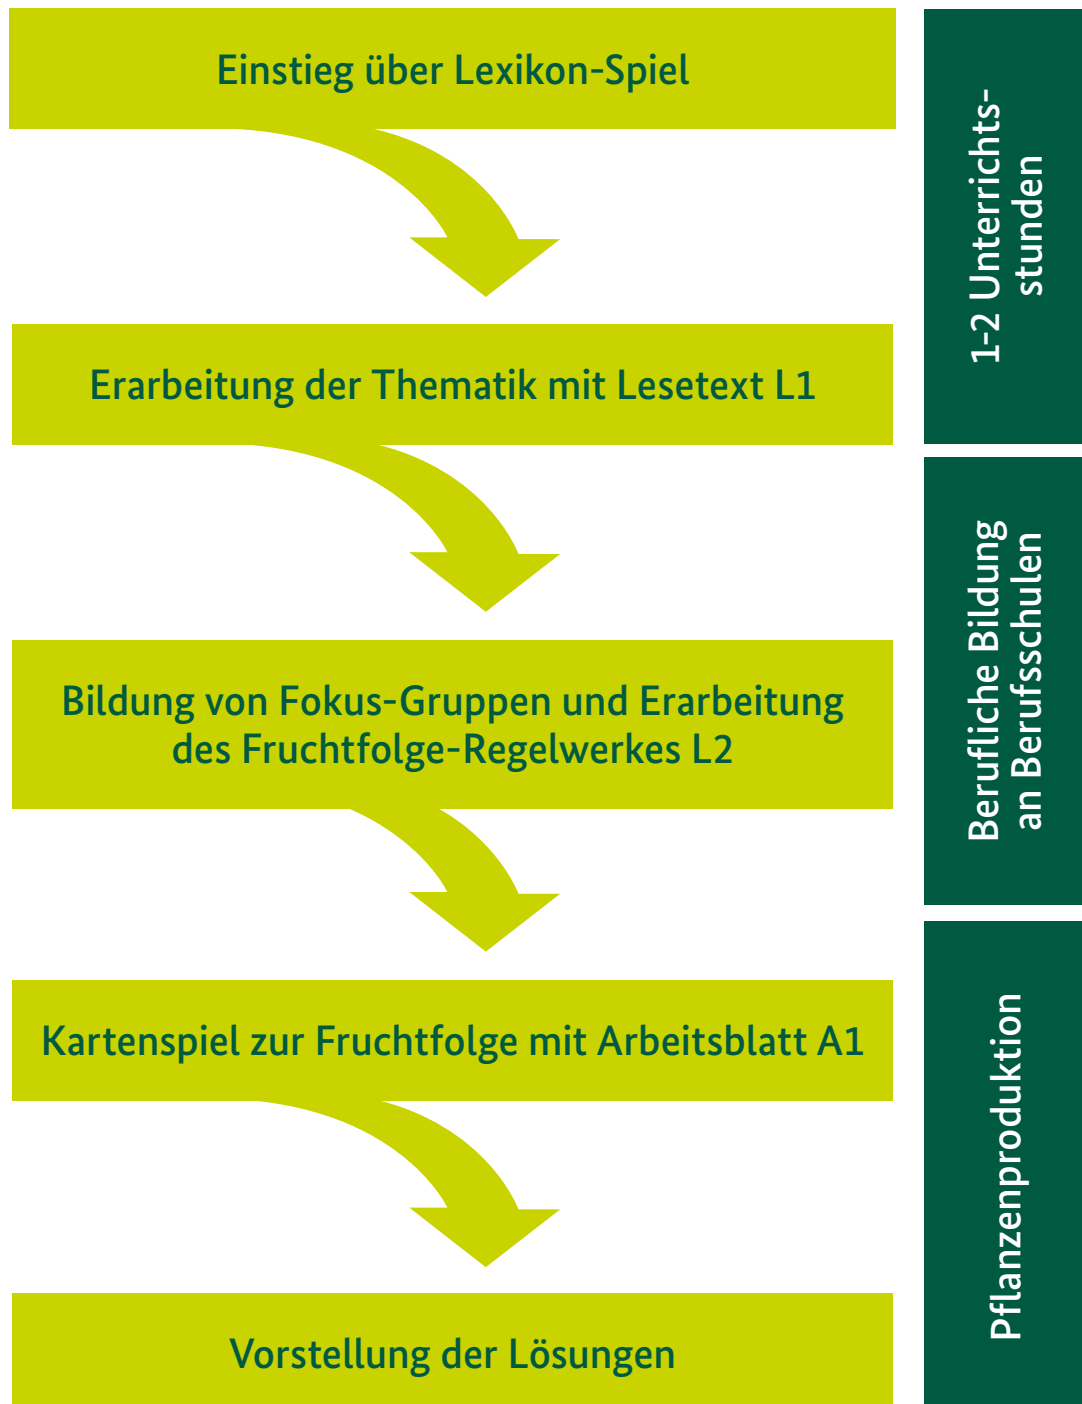 Einstieg über Lexikon-Spiel
Erarbeitung der Thematik mit Lesetext L1
Bildung von Fokus-Gruppen und Erarbeitung
des Fruchtfolge-Regelwerkes L2
Kartenspiel zur Fruchtfolge mit Arbeitsblatt A1
Vorstellung der Lösungen
1-2 Unterrichts-
stunden
Berufliche Bildung
an Berufsschulen
Pflanzenproduktion